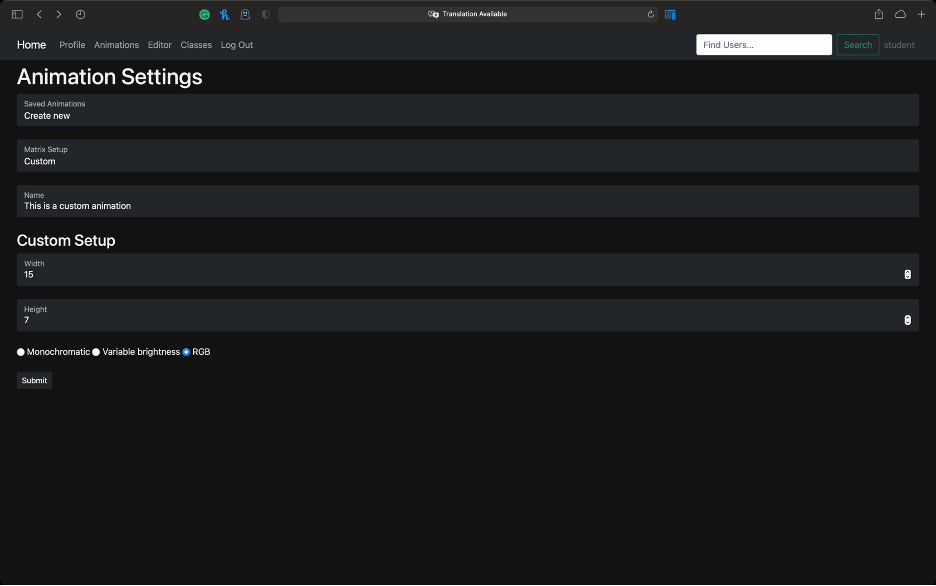 Translation Available
Home Profile Animations Editor Classes Log Out Find Users... Search student
Animation Settings
Saved Animations
Create new
Matrix Setup
Custom
Name
This is a custom animation
Custom Setup
Width
15
Height
7
Monochromatic Variable brightness RGB
Submit